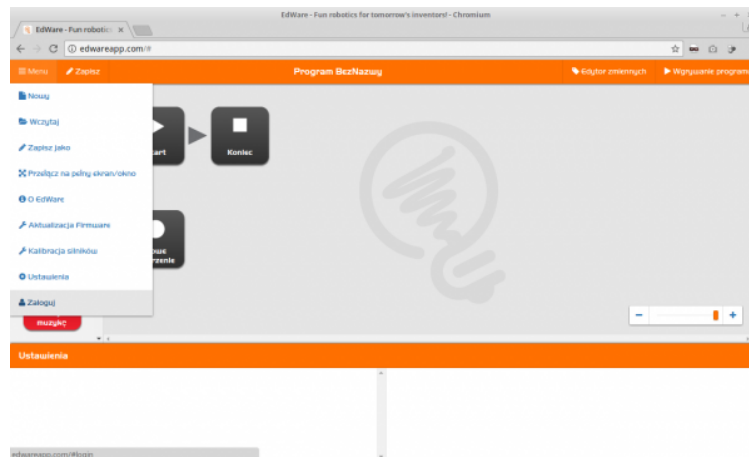 EdWare - Fun robotics for tomorrow's inventors! - Chromium
EdWare - Fun robotic
edwareapp.com/#
Menu
Zapisz
Program BezNazwy
Edytor zmiennych
Wgrywanie program
Nowy
Wczytaj
Zapisz jako
Przełącz na pełny ekran/okno
O EdWare
Aktualizacja Firmware
Kalibracja silników
Ustawienia
Zaloguj
Koniec
muzykę
Ustawienia
edwareapp.com/#login